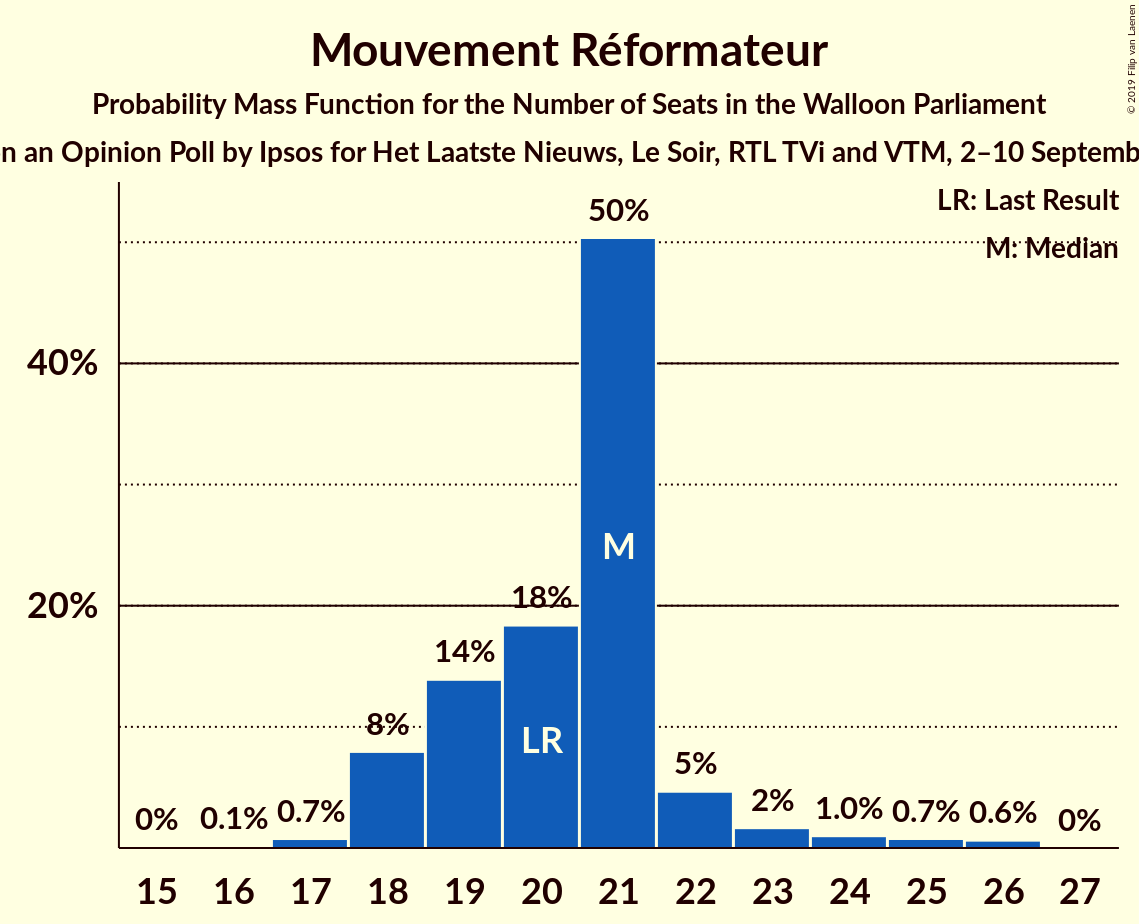 Mouvement Réformateur
Probability Mass Function for the Number of Seats in the Walloon Parliament
n an Opinion Poll by Ipsos for Het Laatste Nieuws, Le Soir, RTL TVi and VTM, 2–10 Septemb
© 2019 Filip van Laenen
LR: Last Result
M: Median
50%
40%
M
20%
18%
14%
8%
LR
5%
0%
0.1%
0.7%
2%
1.0%
0.7%
0.6%
0%
15 16 17 18 19 20 21 22 23 24 25 26 27